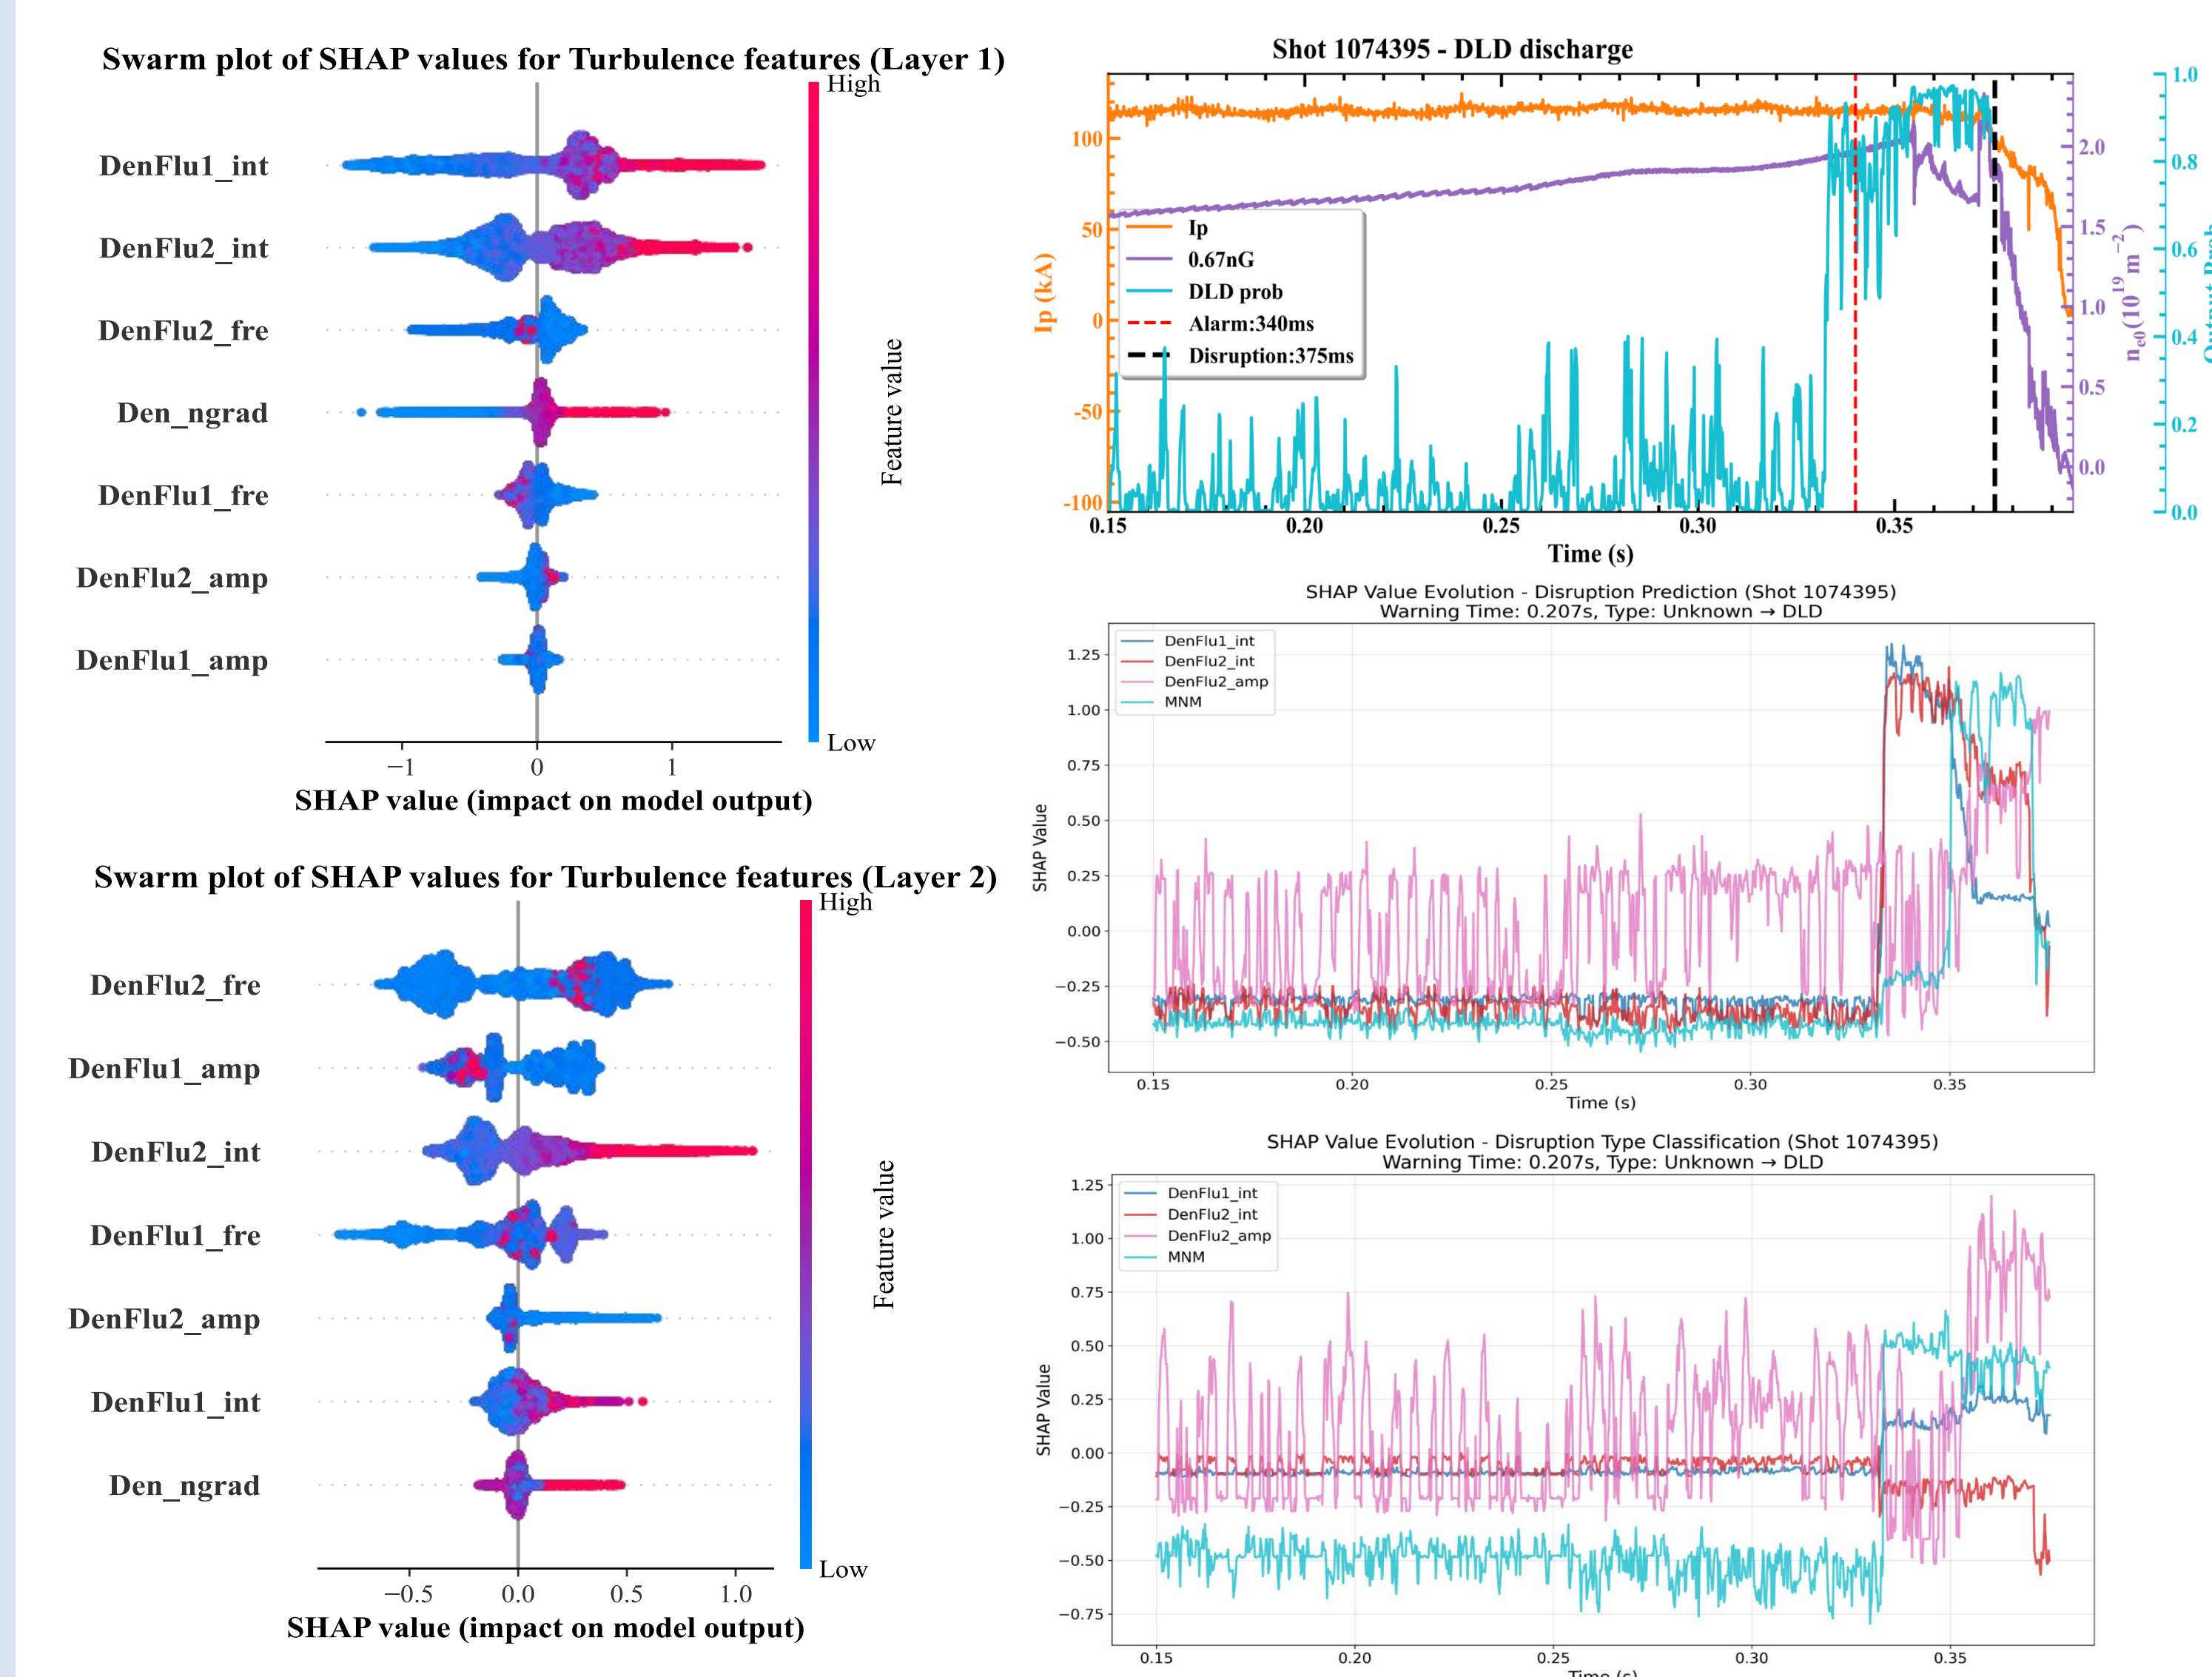 Swarm plot of SHAP values for Turbulence features (Layer 1)
High
DenFlu1_int
DenFlu2_int
DenFlu2_fre
Den_ngrad
DenFlu1_fre
DenFlu2_amp
DenFlu1_amp
Feature value
Low
−1 0 1
SHAP value (impact on model output)
Swarm plot of SHAP values for Turbulence features (Layer 2)
High
DenFlu2_fre
DenFlu1_amp
DenFlu2_int
DenFlu1_fre
DenFlu2_amp
DenFlu1_int
Den_ngrad
Feature value
Low
−0.5 0.0 0.5 1.0
SHAP value (impact on model output)
Shot 1074395 - DLD discharge
Ip (kA)
100
50
0
-50
-100
Ip
0.67nG
DLD prob
Alarm:340ms
Disruption:375ms
2.0
1.5
1.0
0.5
0.0
ne0(10^19 m^−2)
1.0
0.8
0.6
0.4
0.2
0.0
0.15 0.20 0.25 0.30 0.35
Time (s)
SHAP Value Evolution - Disruption Prediction (Shot 1074395)
Warning Time: 0.207s, Type: Unknown → DLD
DenFlu1_int
DenFlu2_int
DenFlu2_amp
MNM
SHAP Value
1.25
1.00
0.75
0.50
0.25
0.00
−0.25
−0.50
0.15 0.20 0.25 0.30 0.35
Time (s)
SHAP Value Evolution - Disruption Type Classification (Shot 1074395)
Warning Time: 0.207s, Type: Unknown → DLD
DenFlu1_int
DenFlu2_int
DenFlu2_amp
MNM
SHAP Value
1.25
1.00
0.75
0.50
0.25
0.00
−0.25
−0.50
−0.75
0.15 0.20 0.25 0.30 0.35
Time (s)